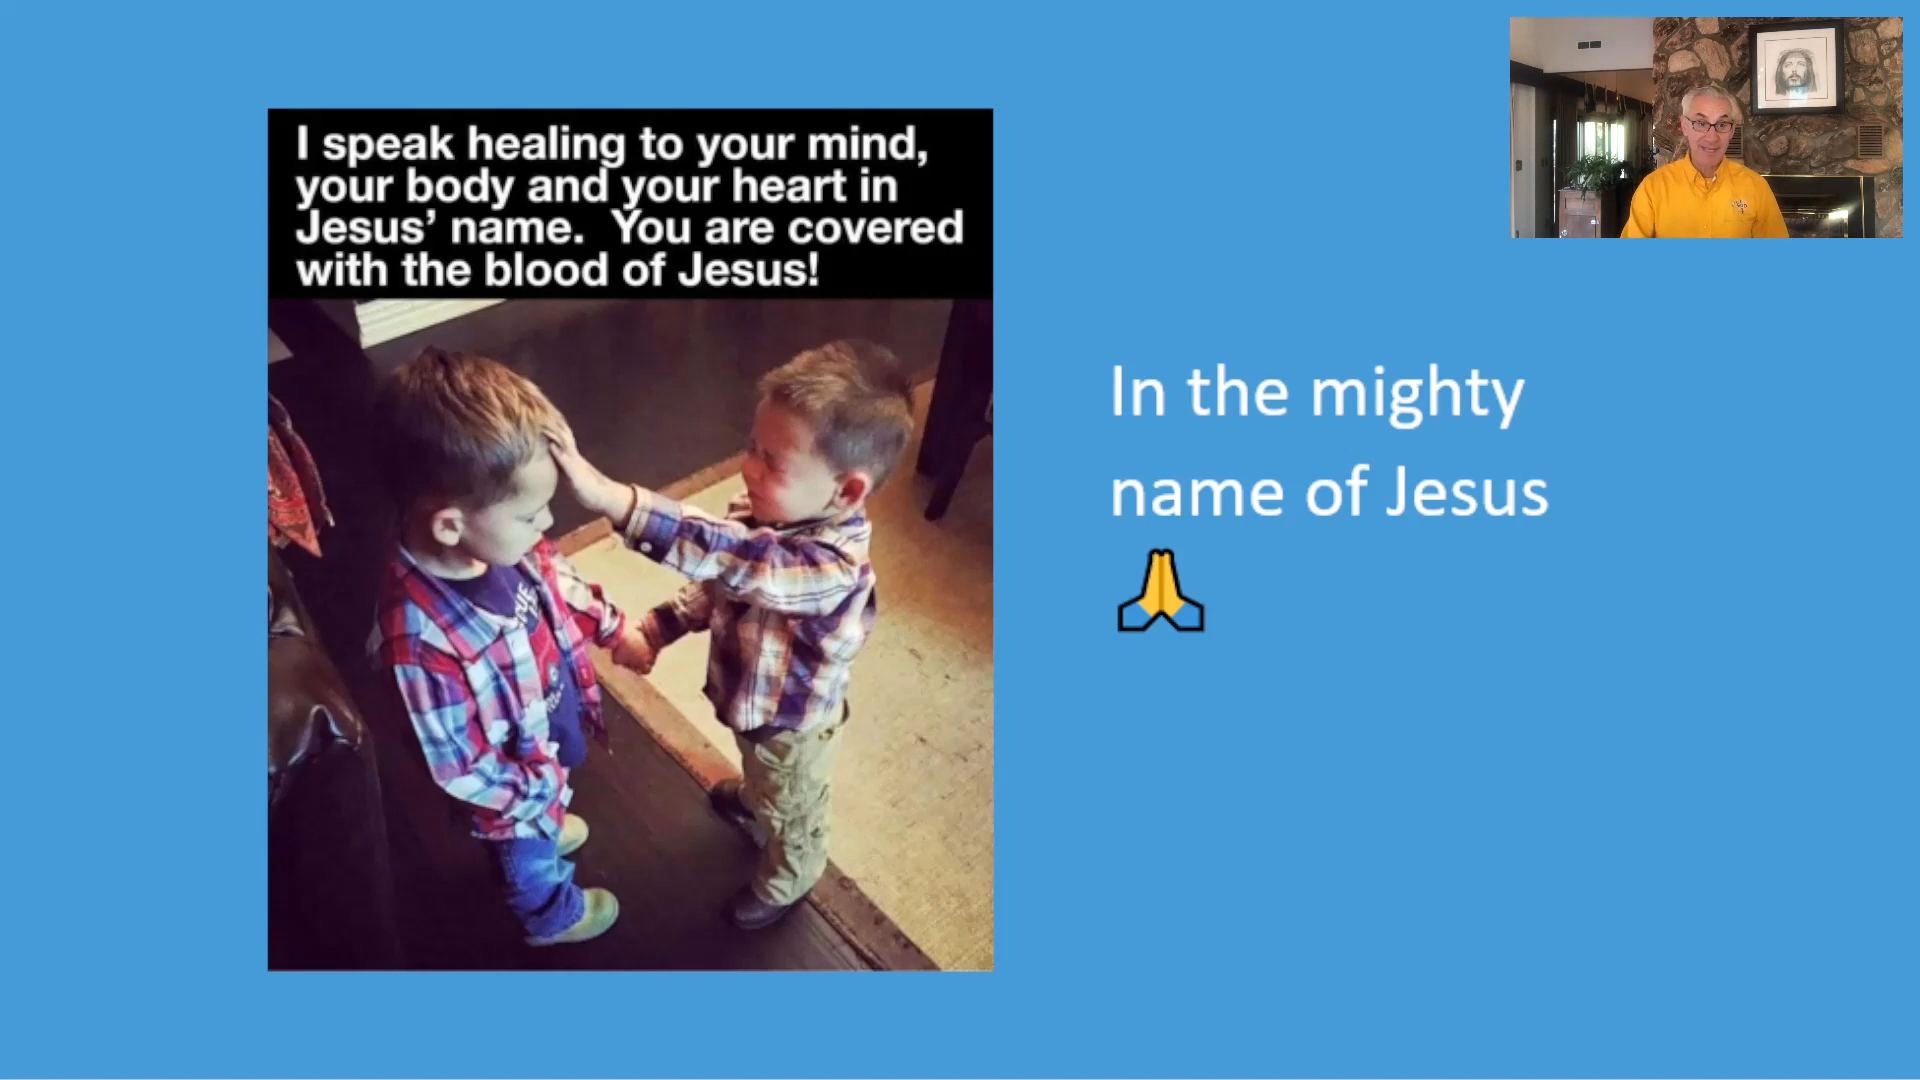 I speak healing to your mind,
your body and your heart in
Jesus’ name. You are covered
with the blood of Jesus!
In the mighty
name of Jesus